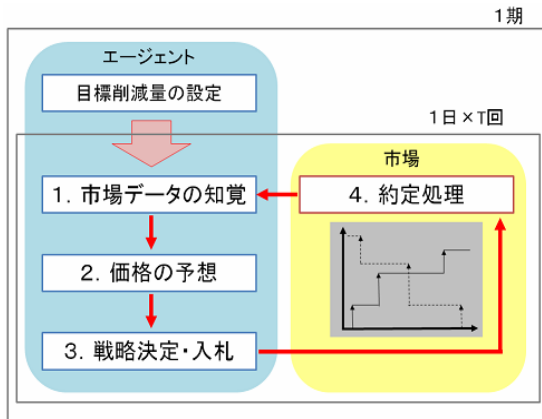 1期
エージェント
目標削減量の設定
1日×T回
市場
1. 市場データの知覚
4. 約定処理
2. 価格の予想
3. 戦略決定・入札